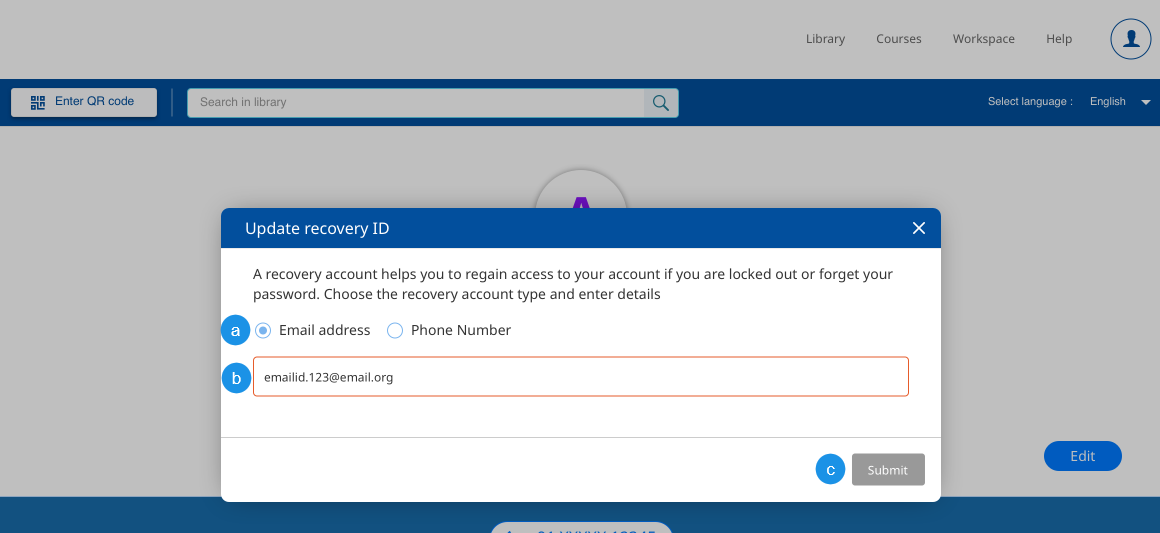 Library Courses Workspace Help
Enter QR code Search in library Select language : English
A
Update recovery ID
A recovery account helps you to regain access to your account if you are locked out or forget your
password. Choose the recovery account type and enter details
a Email address Phone Number
b emailid.123@email.org
Edit
c Submit